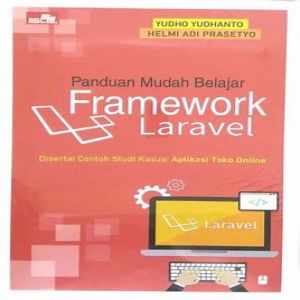 YUDHO YUDHANTO
HELMI ADI PRASETYO
Panduan Mudah Belajar
Framework
Laravel
Disertai Contoh Studi Kasus: Aplikasi Toko Online
</>
Laravel